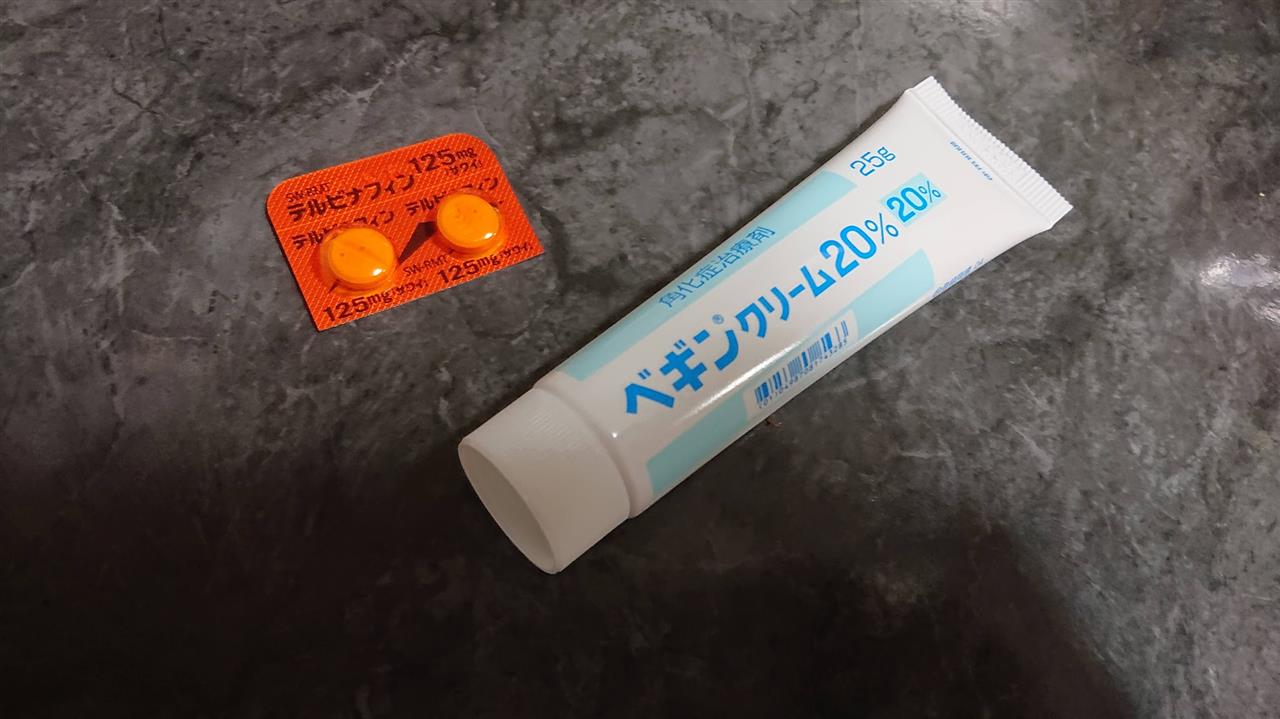 SW-RMT
テルビナフィン125mg
サワイ
テルビナフィン
テルビナフィン
SW-RMT
125mg(サワイ)
125mg(サワイ)
25g
角化症治療剤
ベギン®クリーム20%
20%